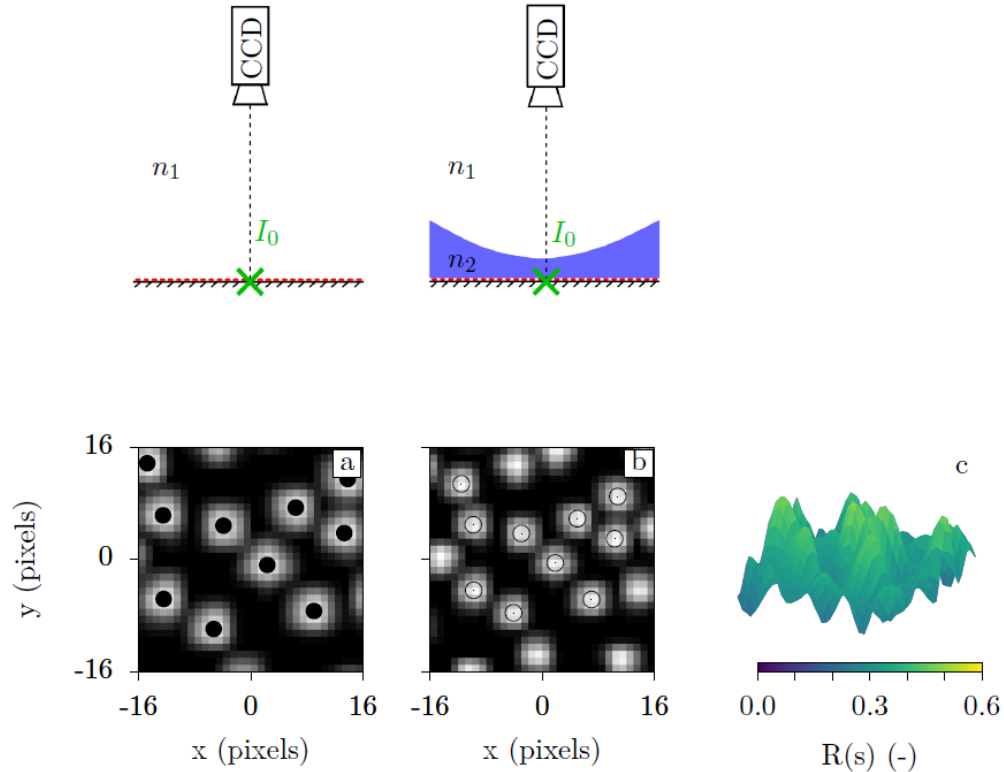 CCD CCD
n₁ n₁
I₀ I₀
n₂
16 a b c
0
-16
y (pixels)
-16 0 16 -16 0 16 0.0 0.3 0.6
x (pixels) x (pixels) R(s) (-)